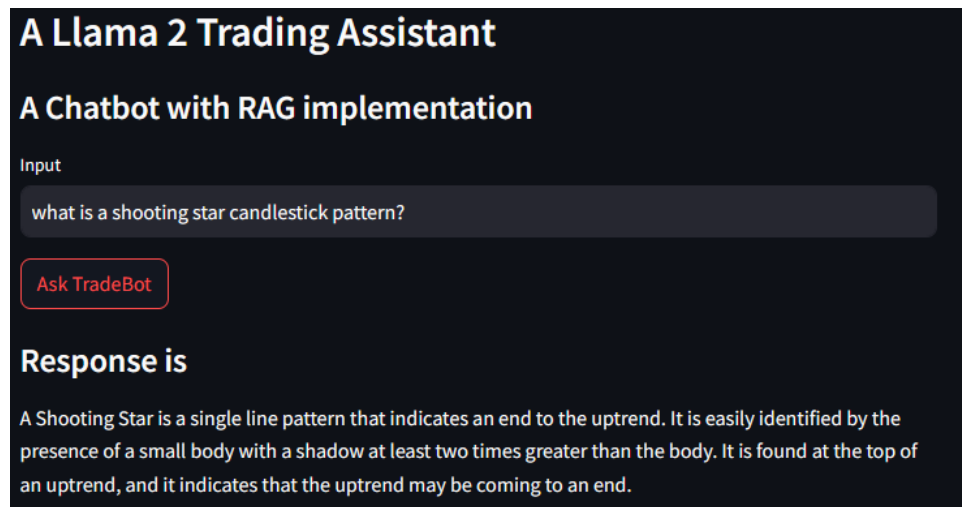 A Llama 2 Trading Assistant
A Chatbot with RAG implementation
Input
what is a shooting star candlestick pattern?
Ask TradeBot
Response is
A Shooting Star is a single line pattern that indicates an end to the uptrend. It is easily identified by the
presence of a small body with a shadow at least two times greater than the body. It is found at the top of
an uptrend, and it indicates that the uptrend may be coming to an end.